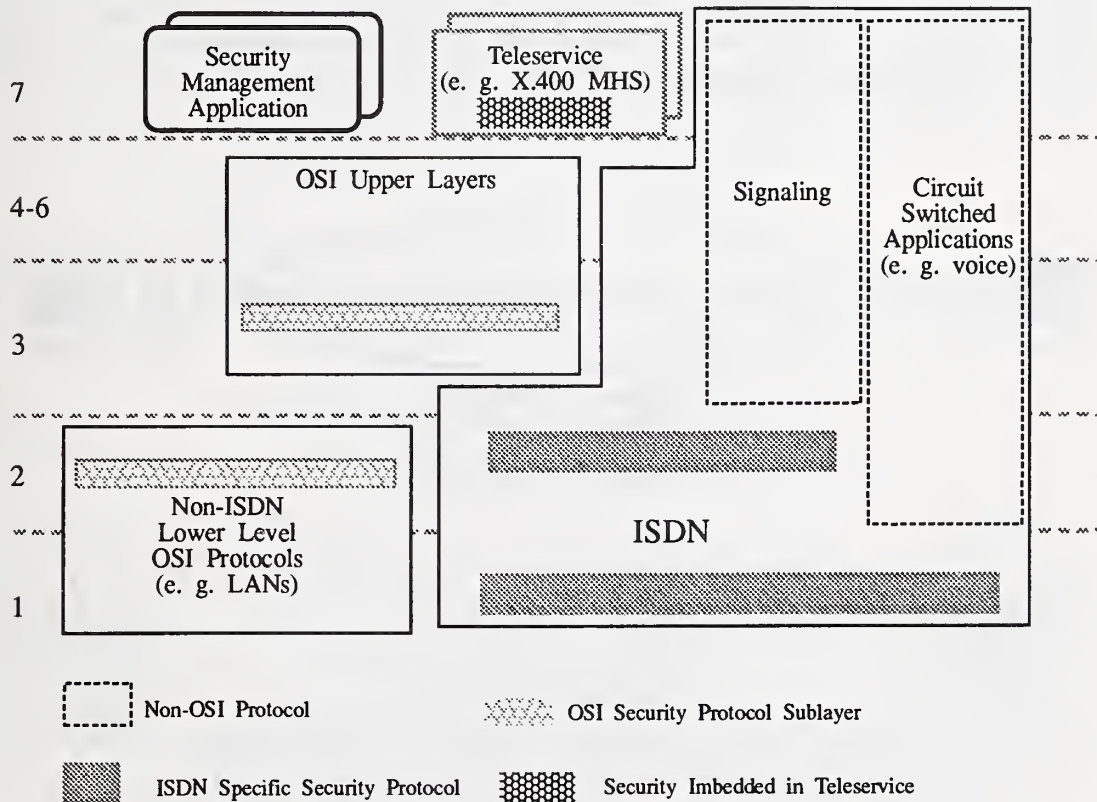 7
Security
Management
Application
Teleservice
(e. g. X.400 MHS)
4-6
OSI Upper Layers
Signaling
Circuit
Switched
Applications
(e. g. voice)
3
2
Non-ISDN
Lower Level
OSI Protocols
(e. g. LANs)
ISDN
1
Non-OSI Protocol
OSI Security Protocol Sublayer
ISDN Specific Security Protocol
Security Imbedded in Teleservice